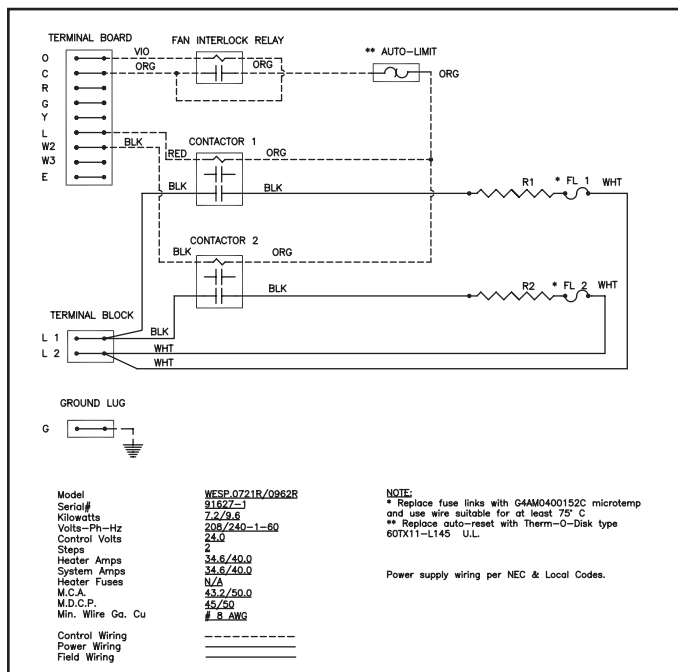 TERMINAL BOARD
FAN INTERLOCK RELAY
** AUTO-LIMIT
O
VIO
C
ORG
ORG
ORG
R
G
Y
L
W2
BLK
W3
E
CONTACTOR 1
RED
ORG
BLK
BLK
R1
* FL 1
WHT
CONTACTOR 2
BLK
ORG
BLK
R2
* FL 2
WHT
TERMINAL BLOCK
L 1
BLK
L 2
WHT
WHT
GROUND LUG
G
Model WESP.0721R/0962R
Serial# 91627-1
Kilowatts 7.2/9.6
Volts-Ph-Hz 208/240-1-60
Control Volts 24.0
Steps 2
Heater Amps 34.6/40.0
System Amps 34.6/40.0
Heater Fuses N/A
M.C.A. 43.2/50.0
M.D.C.P. 45/50
Min. WIire Ga. Cu # 8 AWG
Control Wiring
Power Wiring
Field Wiring
NOTE:
* Replace fuse links with G4AM0400152C microtemp
and use wire suitable for at least 75° C
** Replace auto-reset with Therm-O-Disk type
60TX11-L145 U.L.
Power supply wiring per NEC & Local Codes.